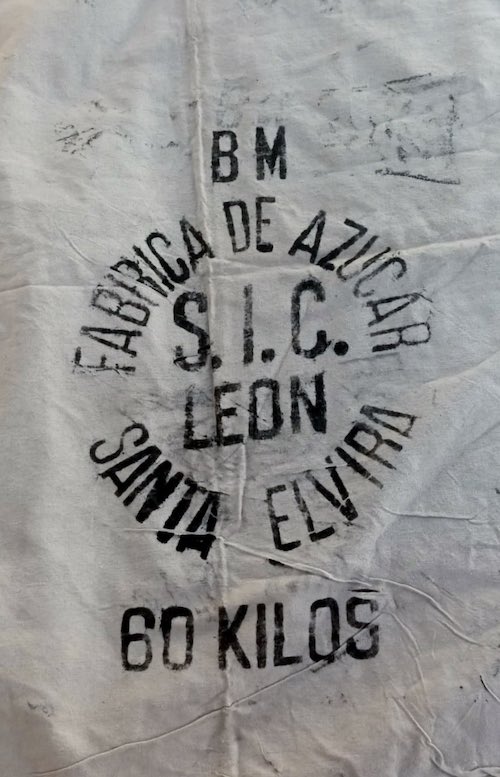 BM
FABRICA DE AZUCAR
S.I.C.
LEON
SANTA ELVIRA
60 KILOS